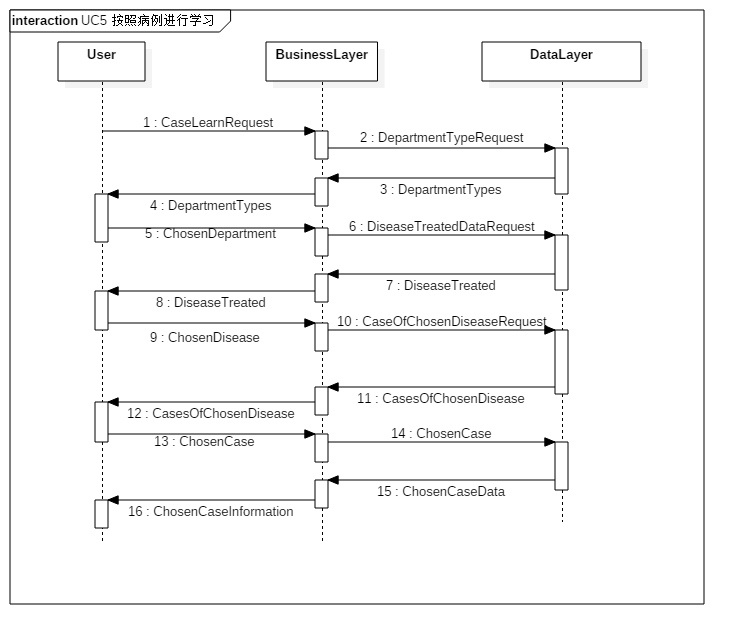 interaction UC5 按照病例进行学习
User
BusinessLayer
DataLayer
1 : CaseLearnRequest
2 : DepartmentTypeRequest
3 : DepartmentTypes
4 : DepartmentTypes
5 : ChosenDepartment
6 : DiseaseTreatedDataRequest
7 : DiseaseTreated
8 : DiseaseTreated
9 : ChosenDisease
10 : CaseOfChosenDiseaseRequest
11 : CasesOfChosenDisease
12 : CasesOfChosenDisease
13 : ChosenCase
14 : ChosenCase
15 : ChosenCaseData
16 : ChosenCaseInformation